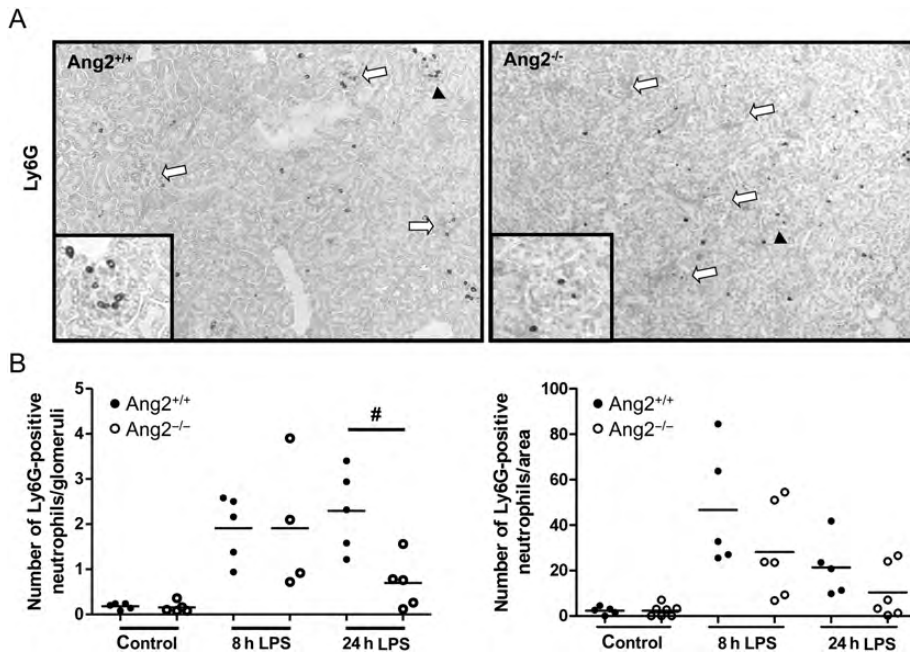 A
Ang2+/+
Ang2-/-
Ly6G
B
Number of Ly6G-positive
neutrophils/glomeruli
5
4
3
2
1
0
Ang2+/+
Ang2−/−
#
Control
8 h LPS
24 h LPS
Number of Ly6G-positive
neutrophils/area
100
80
60
40
20
0
Ang2+/+
Ang2−/−
Control
8 h LPS
24 h LPS